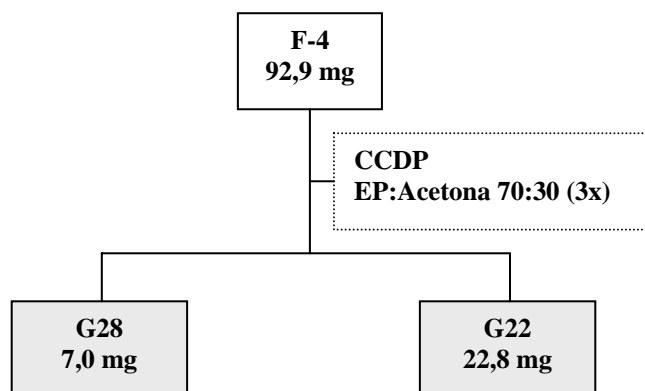 F-4
92,9 mg
CCDP
EP:Acetona 70:30 (3x)
G28
7,0 mg
G22
22,8 mg